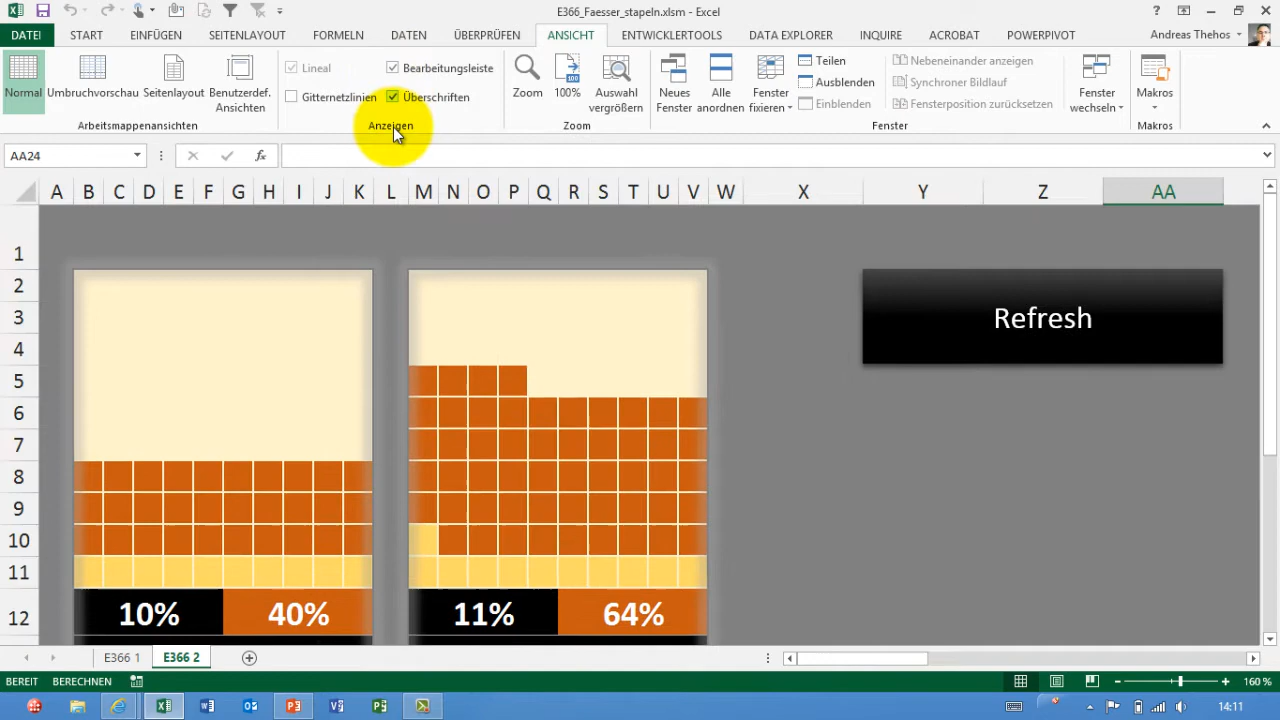 E366_Faesser_stapeln.xlsm - Excel
DATEI START EINFÜGEN SEITENLAYOUT FORMELN DATEN ÜBERPRÜFEN ANSICHT ENTWICKLERTOOLS DATA EXPLORER INQUIRE ACROBAT POWERPIVOT Andreas Thehos
Normal Umbruchvorschau Seitenlayout Benutzerdef. Ansichten
Arbeitsmappenansichten
Lineal Bearbeitungsleiste
Gitternetzlinien Überschriften
Anzeigen
Zoom 100% Auswahl vergrößern
Zoom
Neues Fenster Alle anordnen Fenster fixieren
Teilen
Ausblenden
Einblenden
Nebeneinander anzeigen
Synchroner Bildlauf
Fensterposition zurücksetzen
Fenster wechseln
Fenster
Makros
Makros
AA24
A B C D E F G H I J K L M N O P Q R S T U V W X Y Z AA
1
2
3
4
5
6
7
8
9
10
11
12
Refresh
10% 40% 11% 64%
E366 1 E366 2
BEREIT BERECHNEN 160 %
14:11